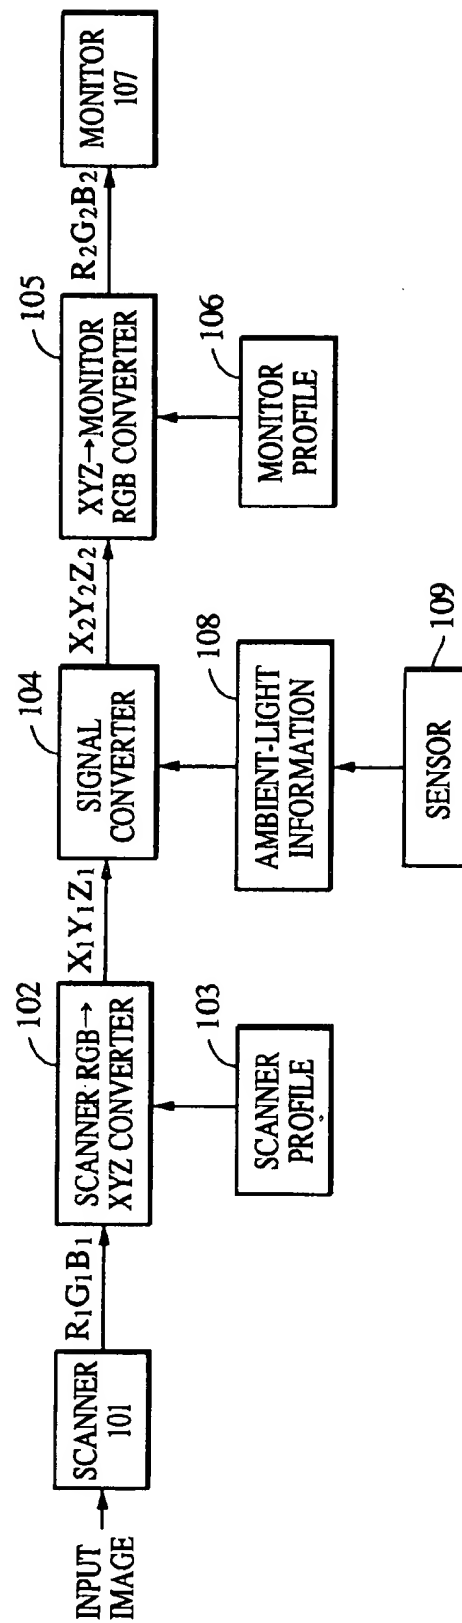 INPUT
IMAGE
SCANNER
101
R₁G₁B₁
102
SCANNER RGB→
XYZ CONVERTER
103
SCANNER
PROFILE
X₁Y₁Z₁
104
SIGNAL
CONVERTER
108
AMBIENT-LIGHT
INFORMATION
109
SENSOR
X₂Y₂Z₂
105
XYZ→MONITOR
RGB CONVERTER
106
MONITOR
PROFILE
R₂G₂B₂
MONITOR
107